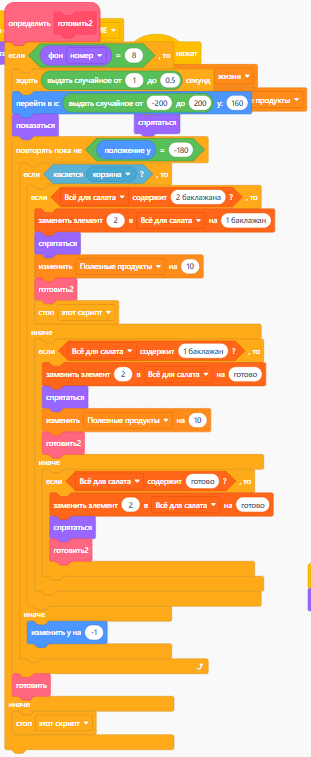 определить готовить2
если фон номер = 8 , то
ждать выдать случайное от 1 до 0.5 секунд
перейти в x: выдать случайное от -200 до 200 y: 160
показаться
повторять пока не положение y = -180
если касается корзина ? , то
если Всё для салата содержит 2 баклажана ? , то
заменить элемент 2 в Всё для салата на 1 баклажан
спрятаться
изменить Полезные продукты на 10
готовить2
стоп этот скрипт
иначе
если Всё для салата содержит 1 баклажан ? , то
заменить элемент 2 в Всё для салата на готово
спрятаться
изменить Полезные продукты на 10
готовить2
иначе
если Всё для салата содержит готово ? , то
заменить элемент 2 в Всё для салата на готово
спрятаться
готовить2
иначе
изменить y на -1
готовить
иначе
стоп этот скрипт
нажат
жизни
продукты
спрятаться